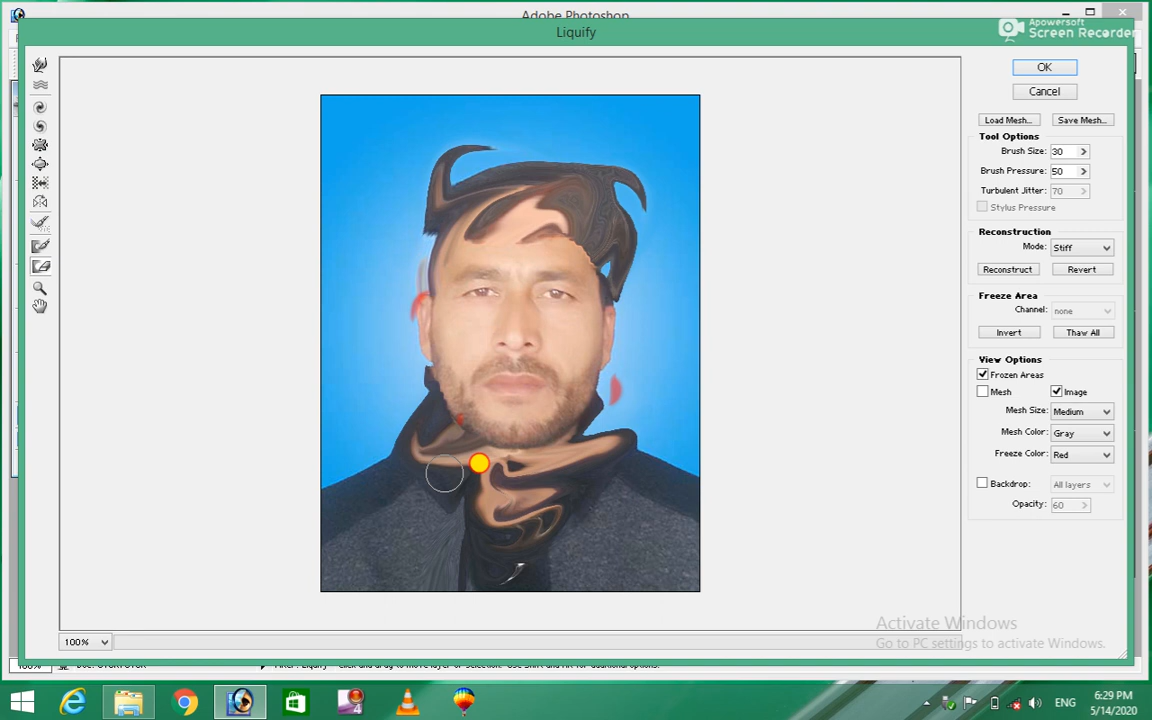 Adobe Photoshop
Apowersoft
Screen Recorder
Liquify
OK
Cancel
Load Mesh...
Save Mesh...
Tool Options
Brush Size: 30
Brush Pressure: 50
Turbulent Jitter: 70
Stylus Pressure
Reconstruction
Mode: Stiff
Reconstruct
Revert
Freeze Area
Channel: none
Invert
Thaw All
View Options
Frozen Areas
Mesh
Image
Mesh Size: Medium
Mesh Color: Gray
Freeze Color: Red
Backdrop: All layers
Opacity: 60
Activate Windows
Go to PC settings to activate Windows.
100%
ENG
6:29 PM
5/14/2020